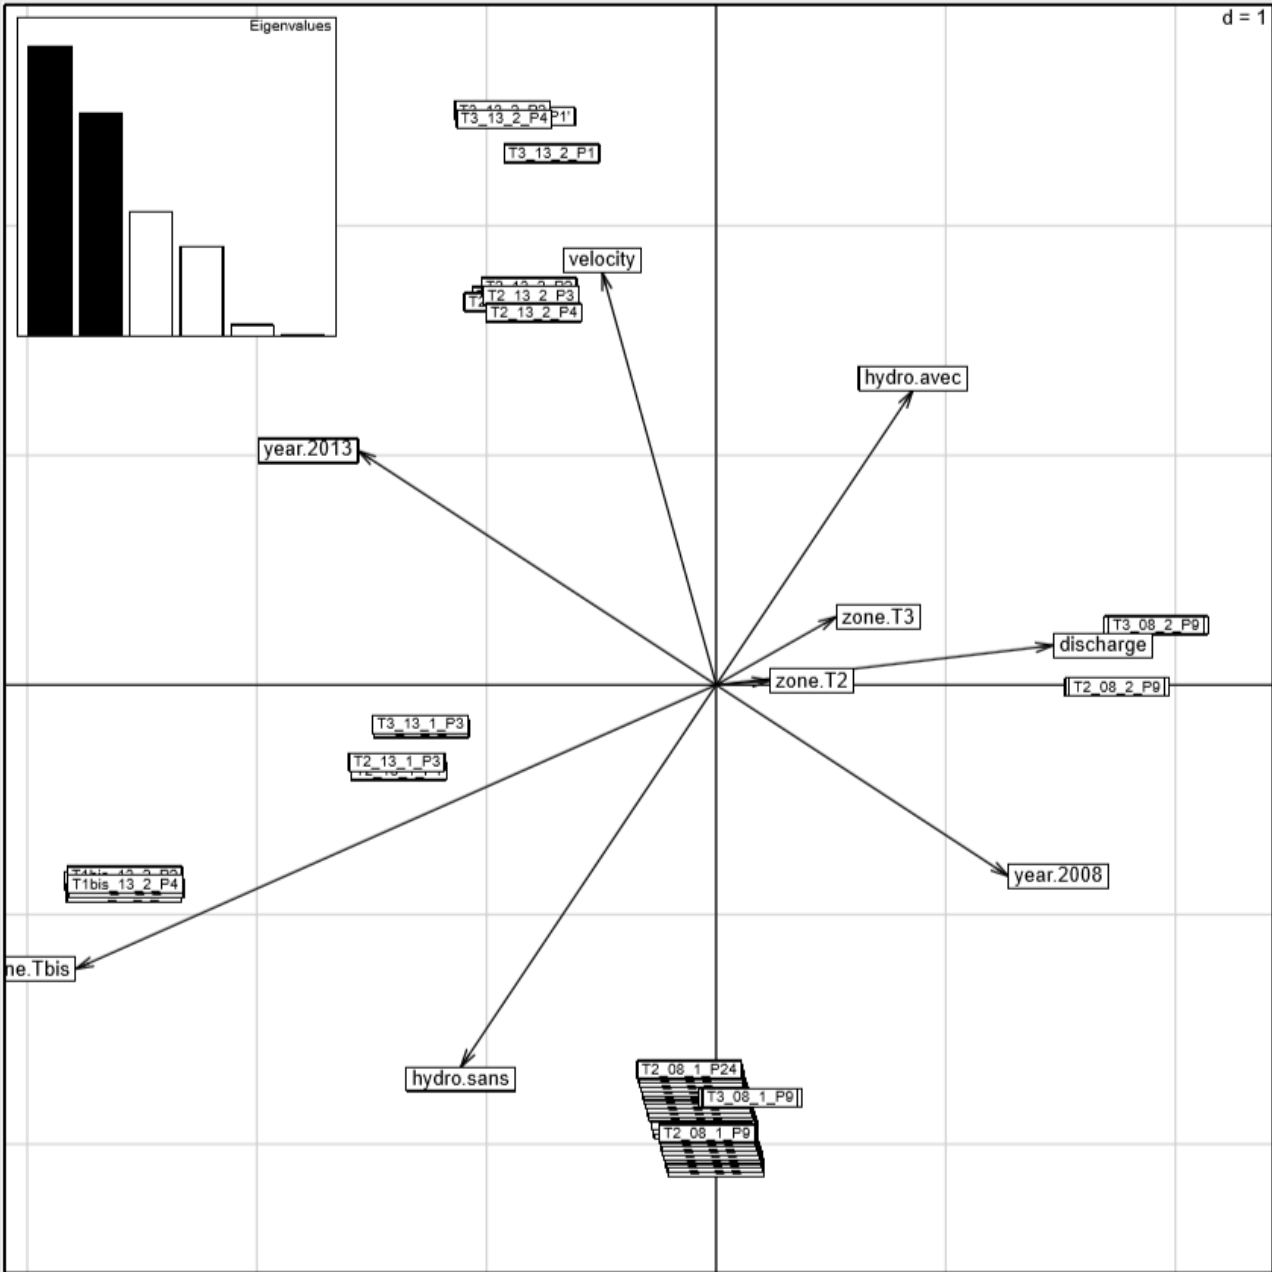 d = 1
Eigenvalues
T3_13_2_P4
P1'
T3_13_2_P1
velocity
T2_13_2_P3
T2_13_2_P4
hydro.avec
year.2013
zone.T3
T3_08_2_P9
discharge
zone.T2
T2_08_2_P9
T3_13_1_P3
T2_13_1_P3
year.2008
T1bis_13_2_P4
ne.Tbis
hydro.sans
T2_08_1_P24
T3_08_1_P9
T2_08_1_P9